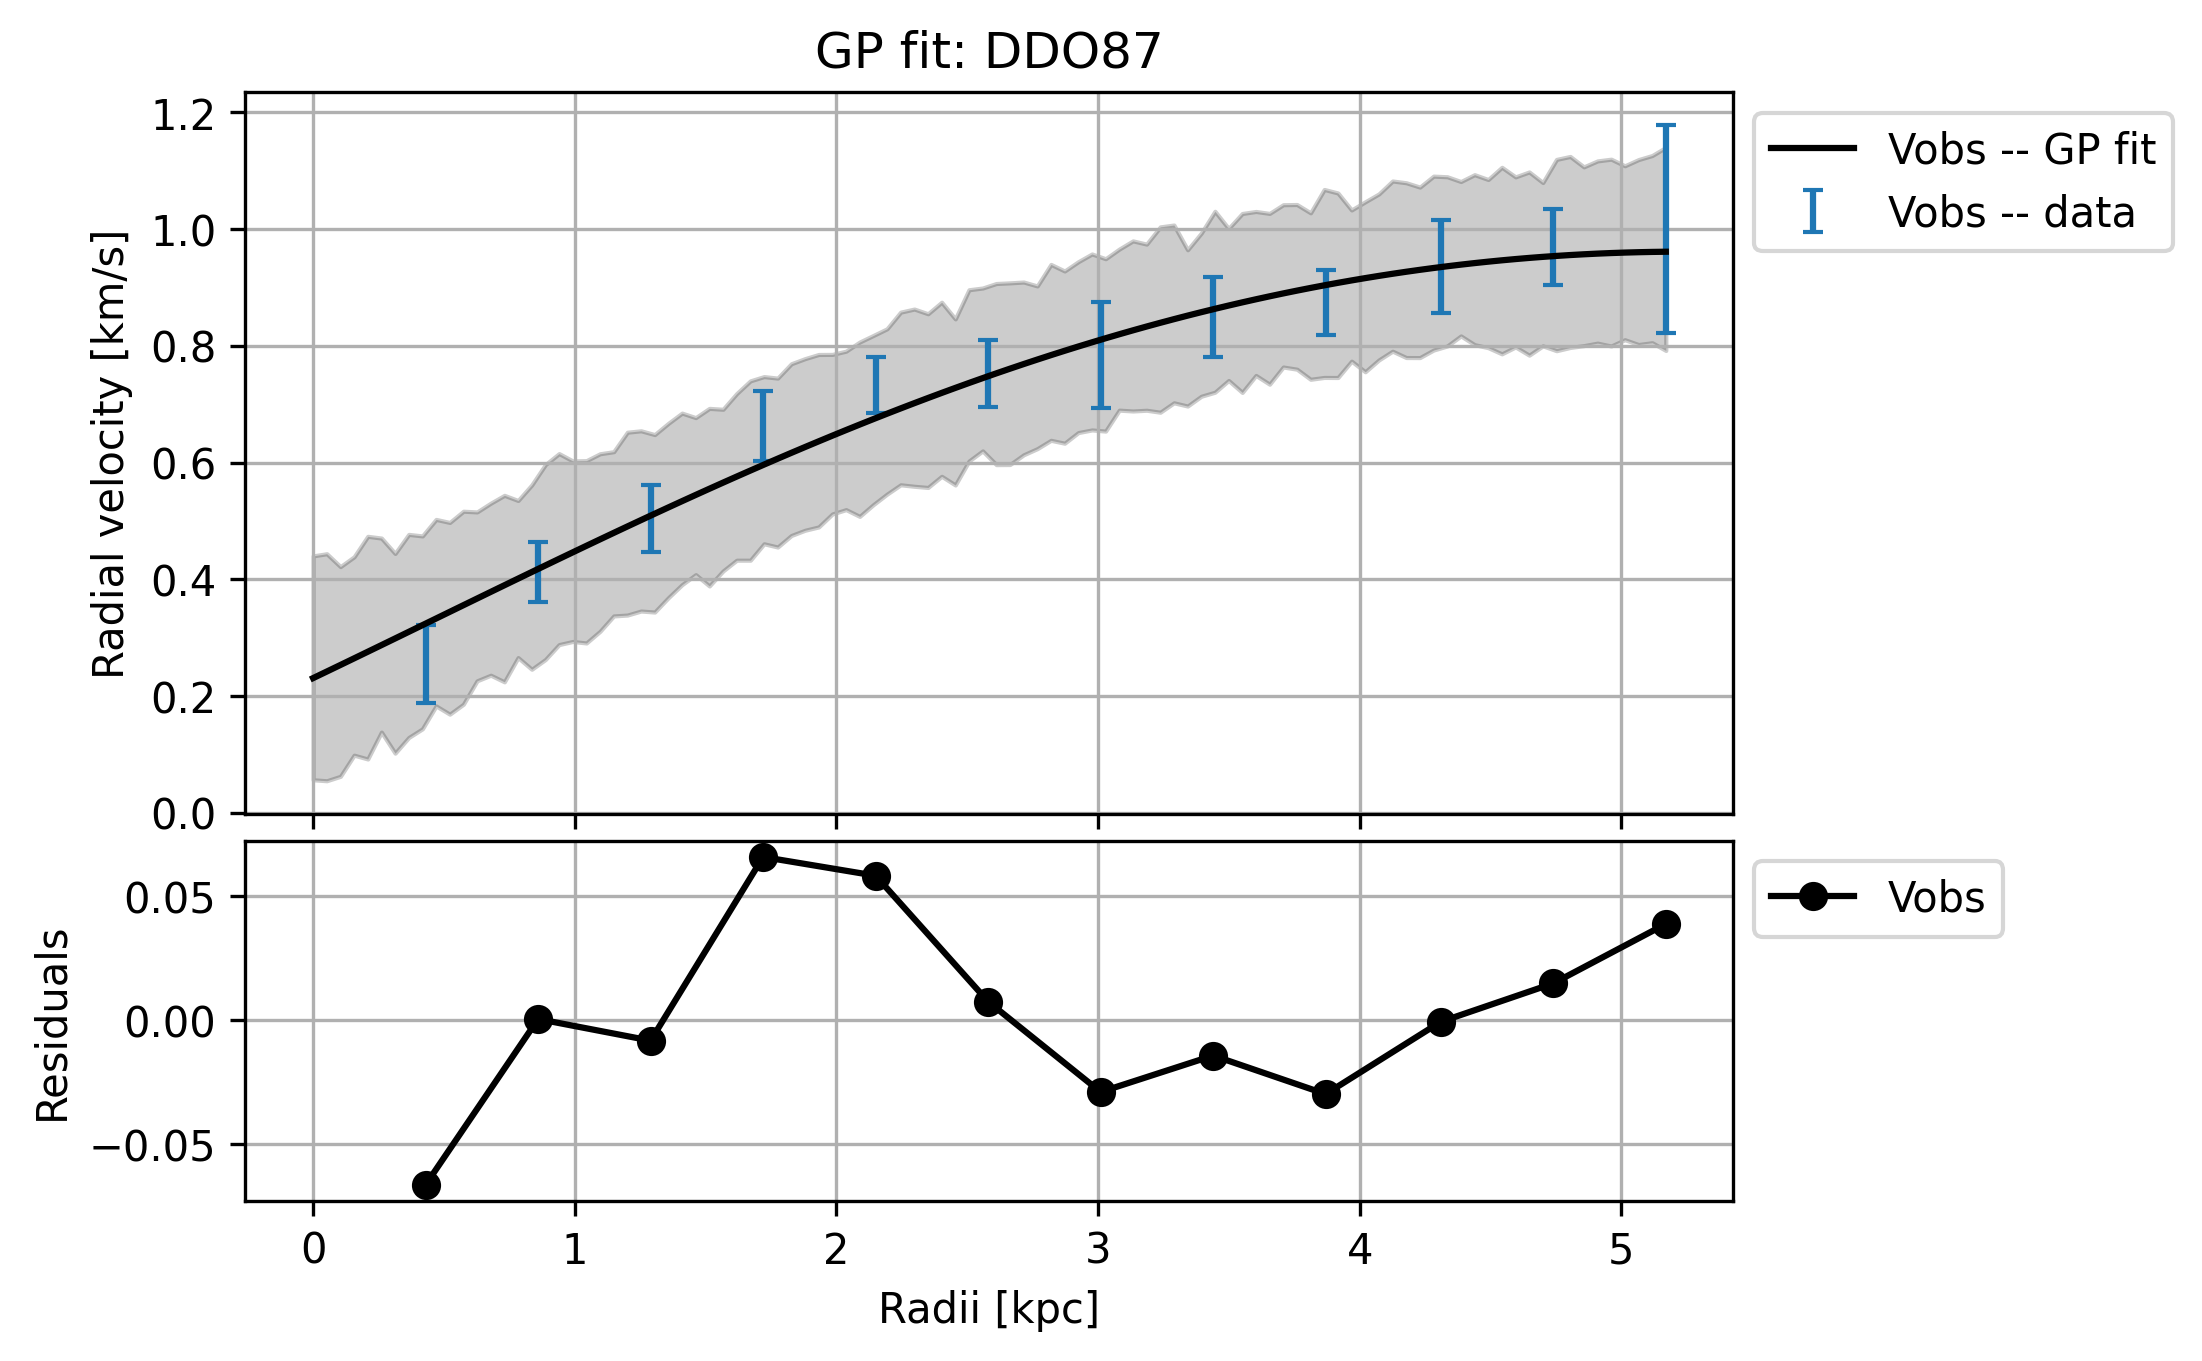 GP fit: DDO87
1.2
1.0
0.8
0.6
0.4
0.2
0.0
Radial velocity [km/s]
Vobs -- GP fit
Vobs -- data
0.05
0.00
−0.05
Residuals
Vobs
0 1 2 3 4 5
Radii [kpc]